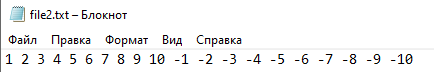 file2.txt – Блокнот
Файл Правка Формат Вид Справка
1 2 3 4 5 6 7 8 9 10 -1 -2 -3 -4 -5 -6 -7 -8 -9 -10